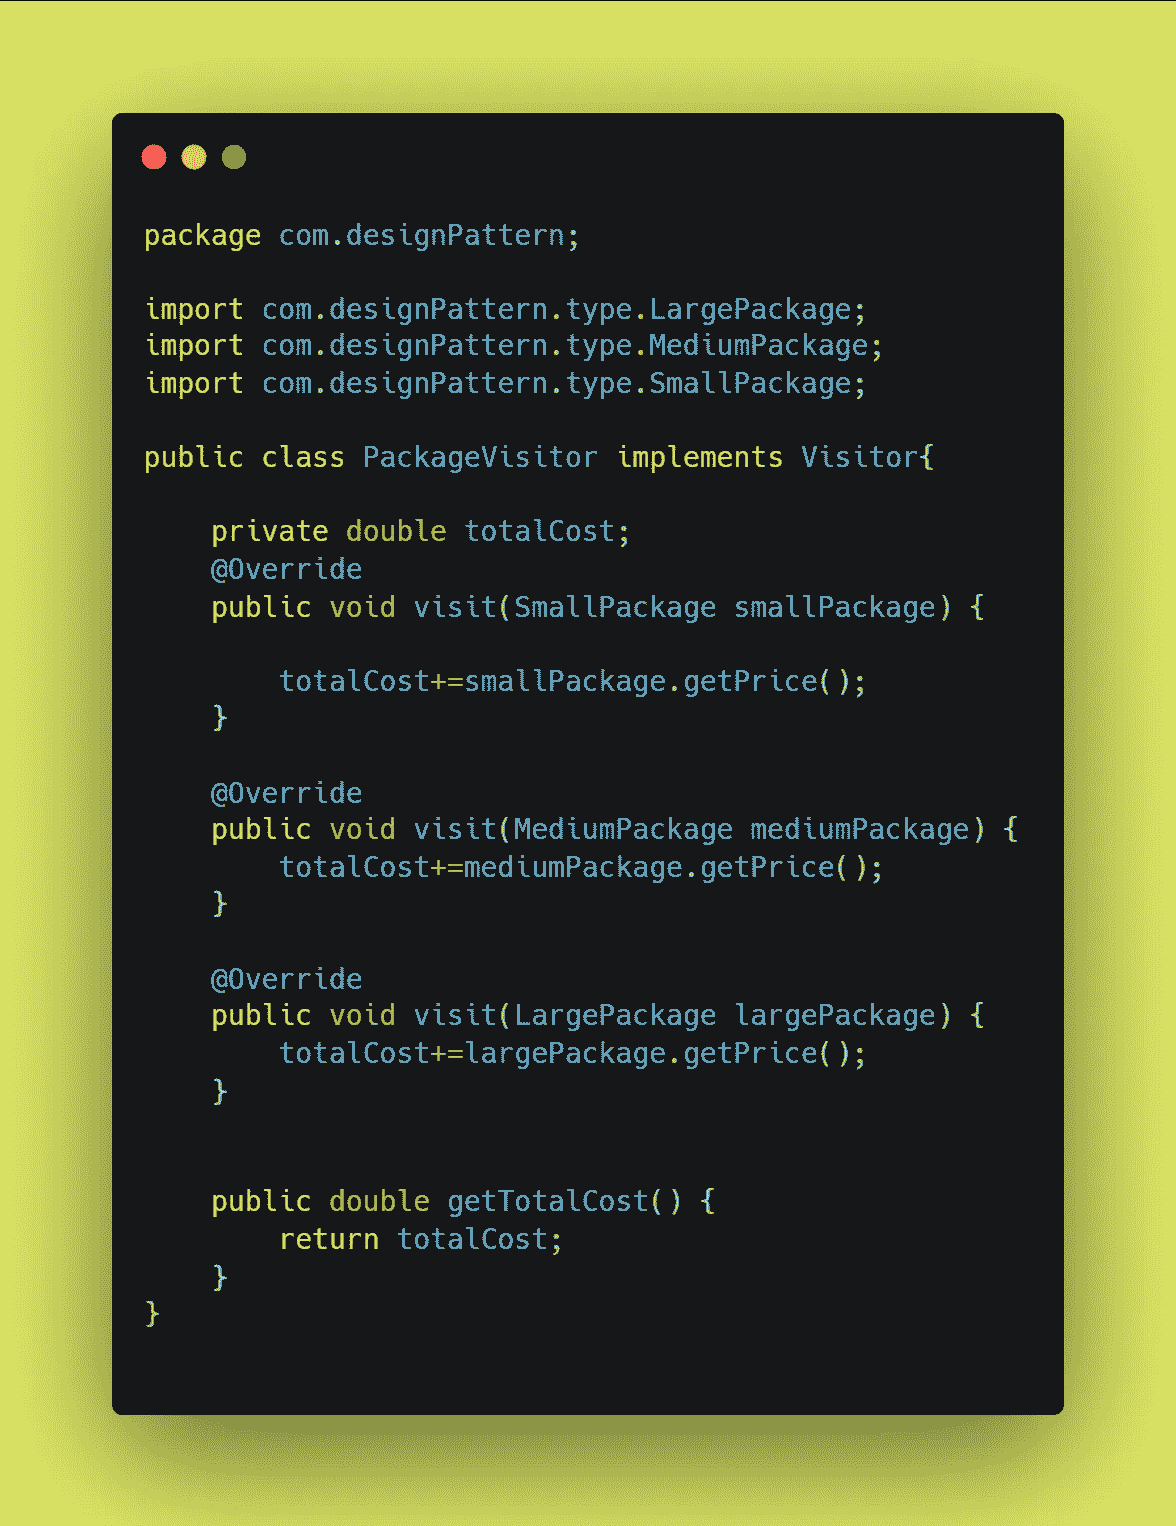 package com.designPattern;
import com.designPattern.type.LargePackage;
import com.designPattern.type.MediumPackage;
import com.designPattern.type.SmallPackage;
public class PackageVisitor implements Visitor{
    private double totalCost;
    @Override
    public void visit(SmallPackage smallPackage) {
        totalCost+=smallPackage.getPrice();
    }
    @Override
    public void visit(MediumPackage mediumPackage) {
        totalCost+=mediumPackage.getPrice();
    }
    @Override
    public void visit(LargePackage largePackage) {
        totalCost+=largePackage.getPrice();
    }
    public double getTotalCost() {
        return totalCost;
    }
}